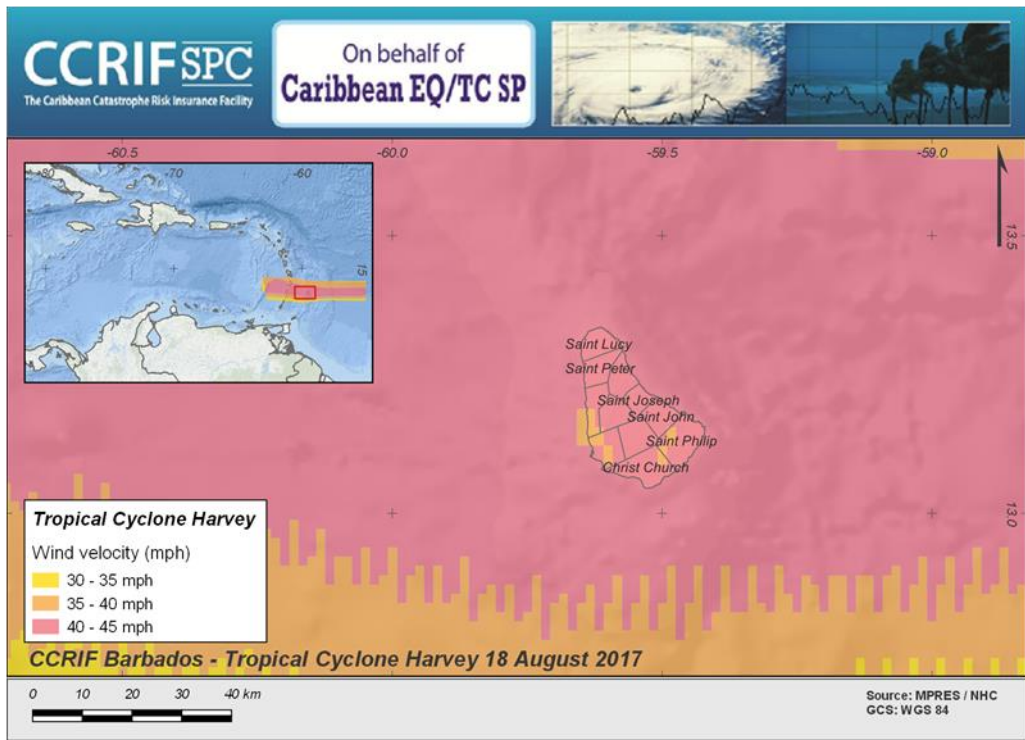 CCRIF SPC
The Caribbean Catastrophe Risk Insurance Facility
On behalf of
Caribbean EQ/TC SP
-60.5
-60.0
-59.5
-59.0
-80
-70
-60
15
13.5
Saint Lucy
Saint Peter
Saint Joseph
Saint John
Saint Philip
Christ Church
13.0
Tropical Cyclone Harvey
Wind velocity (mph)
30 - 35 mph
35 - 40 mph
40 - 45 mph
CCRIF Barbados - Tropical Cyclone Harvey 18 August 2017
0 10 20 30 40 km
Source: MPRES / NHC
GCS: WGS 84